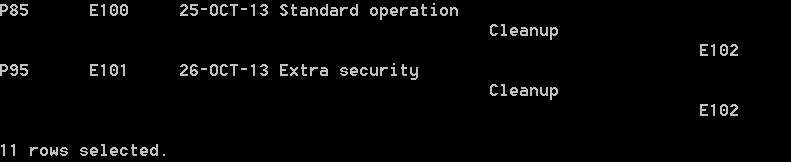 P85 E100 25-OCT-13 Standard operation
Cleanup
E102
P95 E101 26-OCT-13 Extra security
Cleanup
E102
11 rows selected.